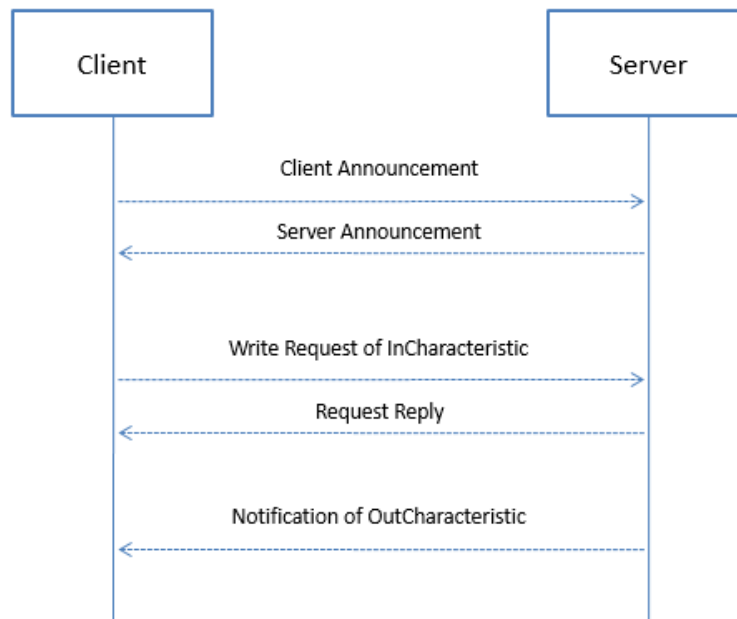 Client
Server
Client Announcement
Server Announcement
Write Request of InCharacteristic
Request Reply
Notification of OutCharacteristic